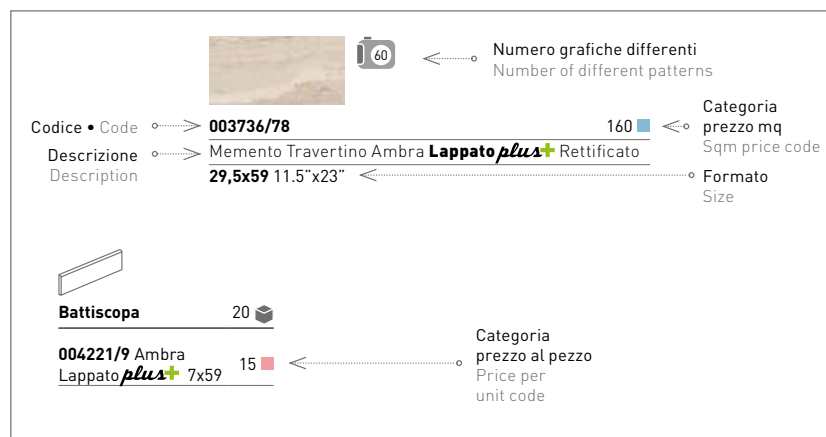 60
Numero grafiche differenti
Number of different patterns
Codice • Code
003736/78
160
Categoria
prezzo mq
Sqm price code
Descrizione
Description
Memento Travertino Ambra Lappato plus+ Rettificato
29,5x59 11.5”x23”
Formato
Size
Battiscopa 20
004221/9 Ambra
Lappato plus+ 7x59
15
Categoria
prezzo al pezzo
Price per
unit code